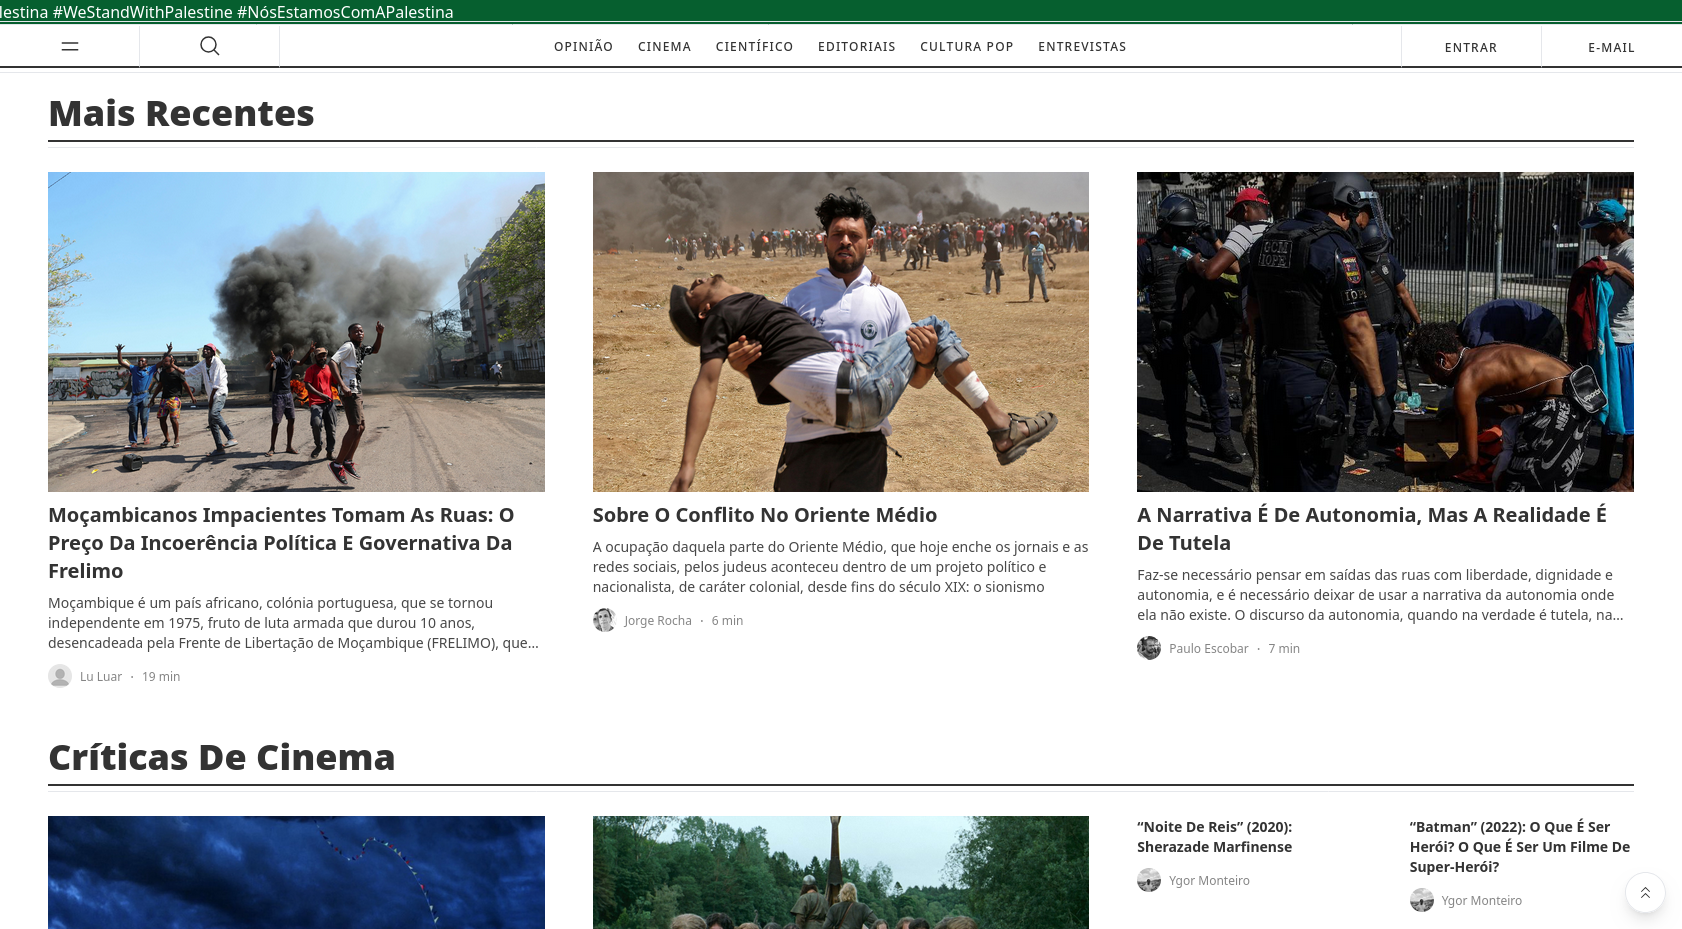 #WeStandWithPalestine #NósEstamosComAPalestina
OPINIÃO CINEMA CIENTÍFICO EDITORIAIS CULTURA POP ENTREVISTAS
ENTRAR
E-MAIL
Mais Recentes
GCM
IOPE
IOPE
NIKE
Moçambicanos Impacientes Tomam As Ruas: O
Preço Da Incoerência Política E Governativa Da
Frelimo
Moçambique é um país africano, colónia portuguesa, que se tornou
independente em 1975, fruto de luta armada que durou 10 anos,
desencadeada pela Frente de Libertação de Moçambique (FRELIMO), que…
Lu Luar · 19 min
Sobre O Conflito No Oriente Médio
A ocupação daquela parte do Oriente Médio, que hoje enche os jornais e as
redes sociais, pelos judeus aconteceu dentro de um projeto político e
nacionalista, de caráter colonial, desde fins do século XIX: o sionismo
Jorge Rocha · 6 min
A Narrativa É De Autonomia, Mas A Realidade É
De Tutela
Faz-se necessário pensar em saídas das ruas com liberdade, dignidade e
autonomia, e é necessário deixar de usar a narrativa da autonomia onde
ela não existe. O discurso da autonomia, quando na verdade é tutela, na…
Paulo Escobar · 7 min
Críticas De Cinema
“Noite De Reis” (2020):
Sherazade Marfinense
Ygor Monteiro
“Batman” (2022): O Que É Ser
Herói? O Que É Ser Um Filme De
Super-Herói?
Ygor Monteiro